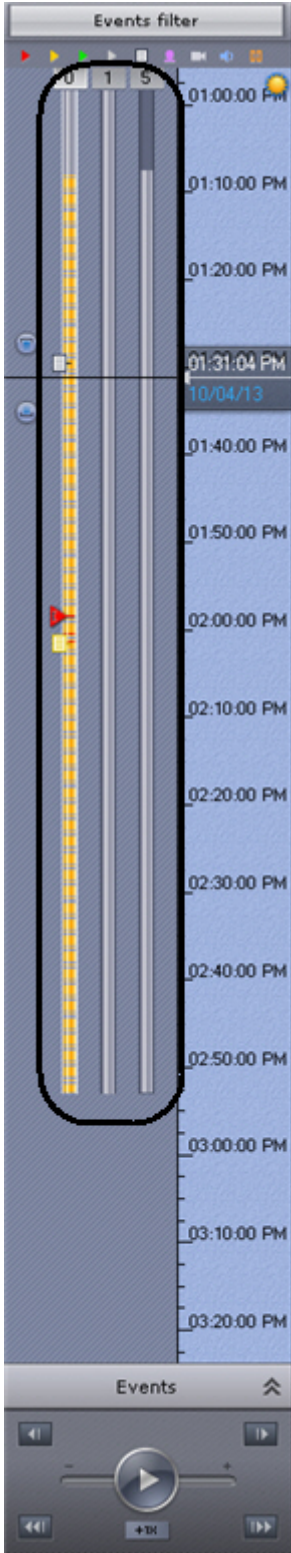 Events filter
0 1 5
01:00:00 PM
01:10:00 PM
01:20:00 PM
01:31:04 PM
10/04/13
01:40:00 PM
01:50:00 PM
02:00:00 PM
02:10:00 PM
02:20:00 PM
02:30:00 PM
02:40:00 PM
02:50:00 PM
03:00:00 PM
03:10:00 PM
03:20:00 PM
Events
- +
+1X